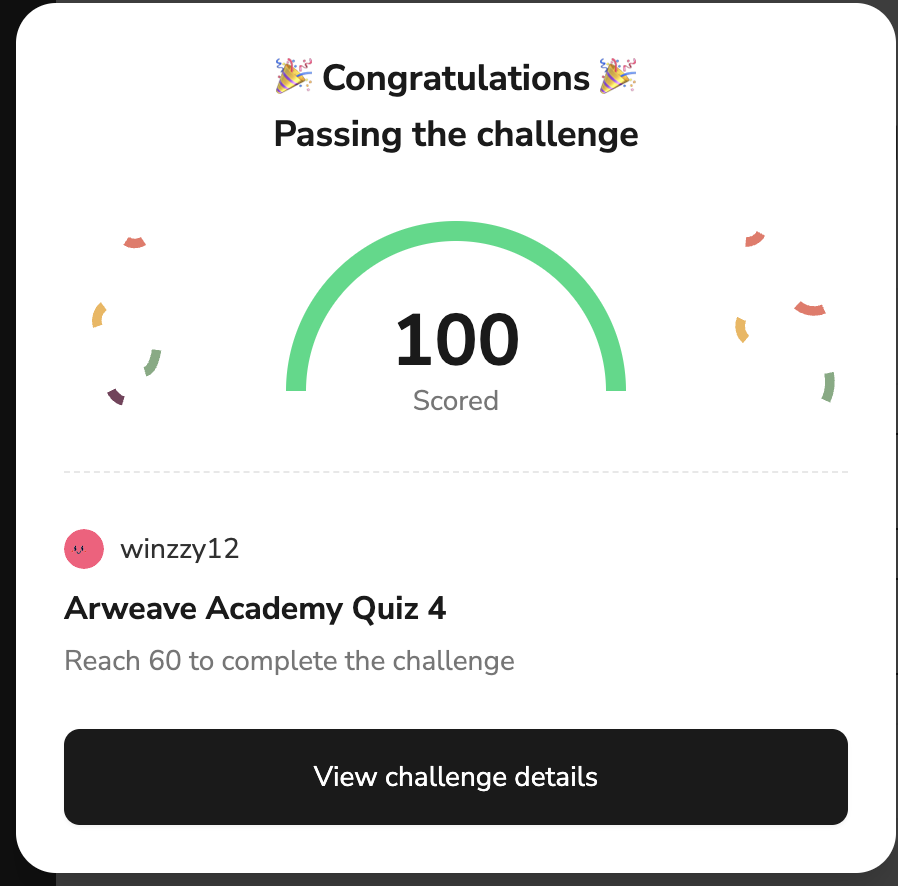 🎉 Congratulations 🎉
Passing the challenge
100
Scored
winzzy12
Arweave Academy Quiz 4
Reach 60 to complete the challenge
View challenge details